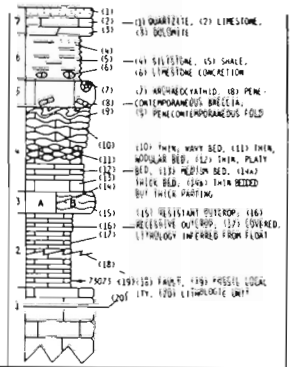 7
(1)
(2)
(3)
(1) QUARTZITE, (2) LIMESTONE,
(3) DOLOMITE
6
(4)
(5)
(6)
(4) SILTSTONE, (5) SHALE,
(6) LIMESTONE CONCRETION
5
(7)
(8)
(9)
(7) ARCHAEOCYATHID, (8) PENE-
CONTEMPORANEOUS BRECCIA,
(9) PENECONTEMPORANEOUS FOLD
4
(10)
(11)
(12)
(13)
(14)
(10) THIN, WAVY BED, (11) THIN,
NODULAR BED, (12) THIN, PLATY
BED, (13) MEDIUM BED, (14a)
THICK BED, (14b) THIN BEDDED
BUT THICK PARTING
3
A
B
(15)
(16)
(17)
(15) RESISTANT OUTCROP, (16)
RECESSIVE OUTCROP, (17) COVERED,
LITHOLOGY INFERRED FROM FLOAT
2
(18)
73075 (19)
(20)
(18) FAULT, (19) FOSSIL LOCAL
ITY, (20) LITHOLOGIC UNIT
1